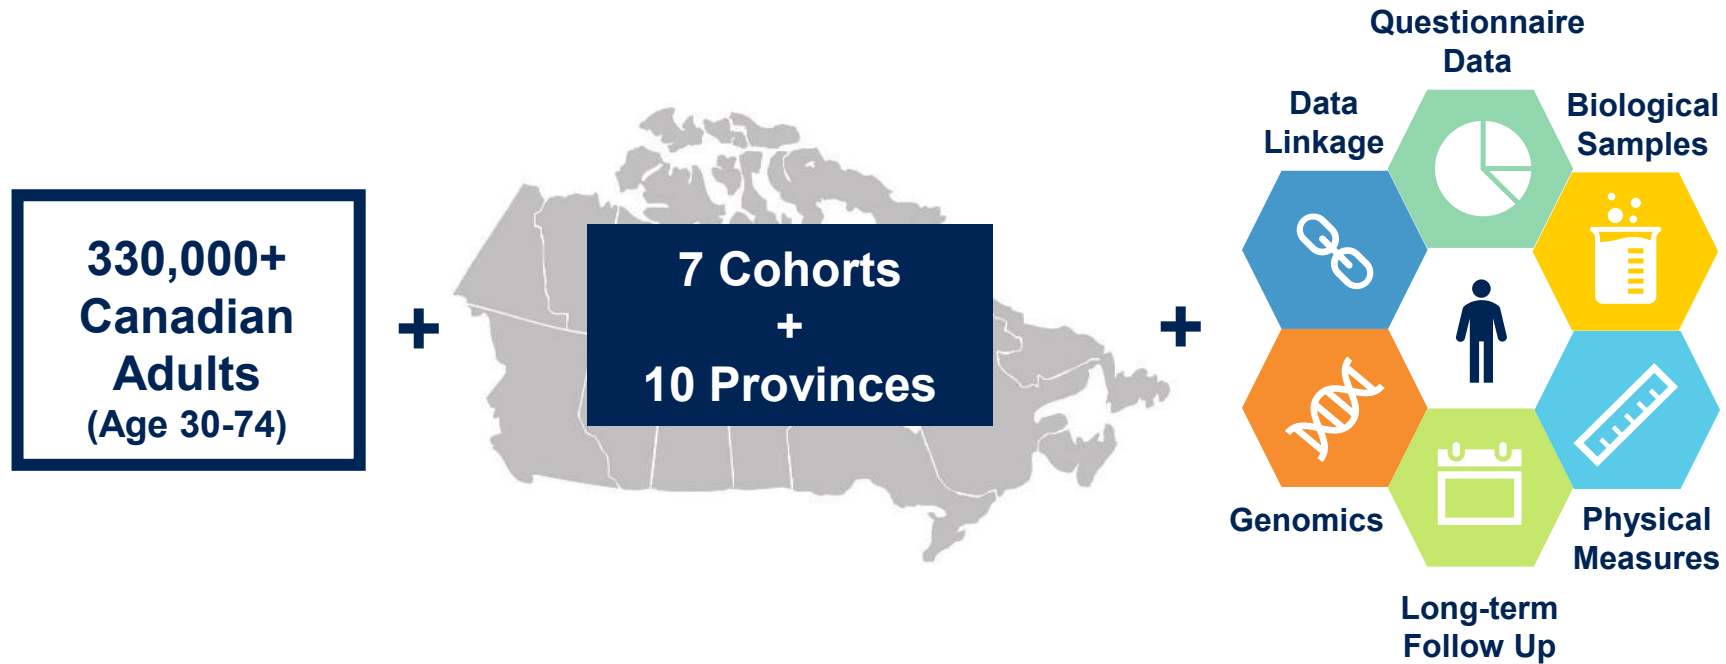 330,000+
Canadian
Adults
(Age 30-74)
+
7 Cohorts
+
10 Provinces
+
Questionnaire
Data
Data
Linkage
Biological
Samples
Genomics
Physical
Measures
Long-term
Follow Up